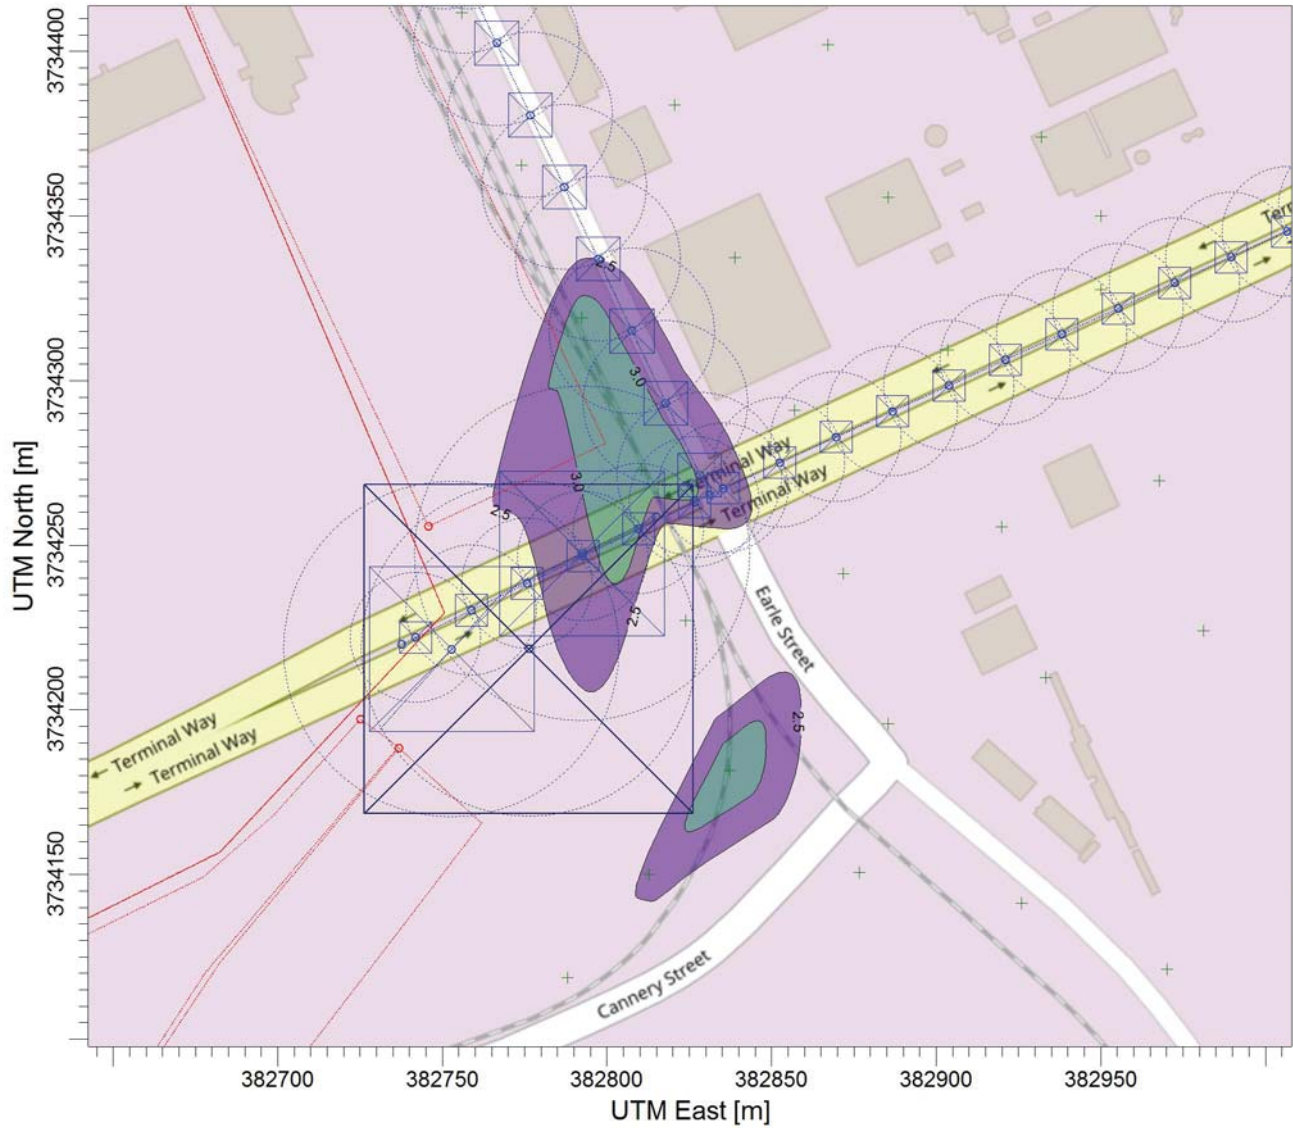 3734400
3734350
3734300
3734250
3734200
3734150
UTM North [m]
2.5
3.0
3.0
2.5
2.5
2.5
Terminal Way
Terminal Way
Terminal Way
Terminal Way
Earle Street
Cannery Street
382700 382750 382800 382850 382900 382950
UTM East [m]